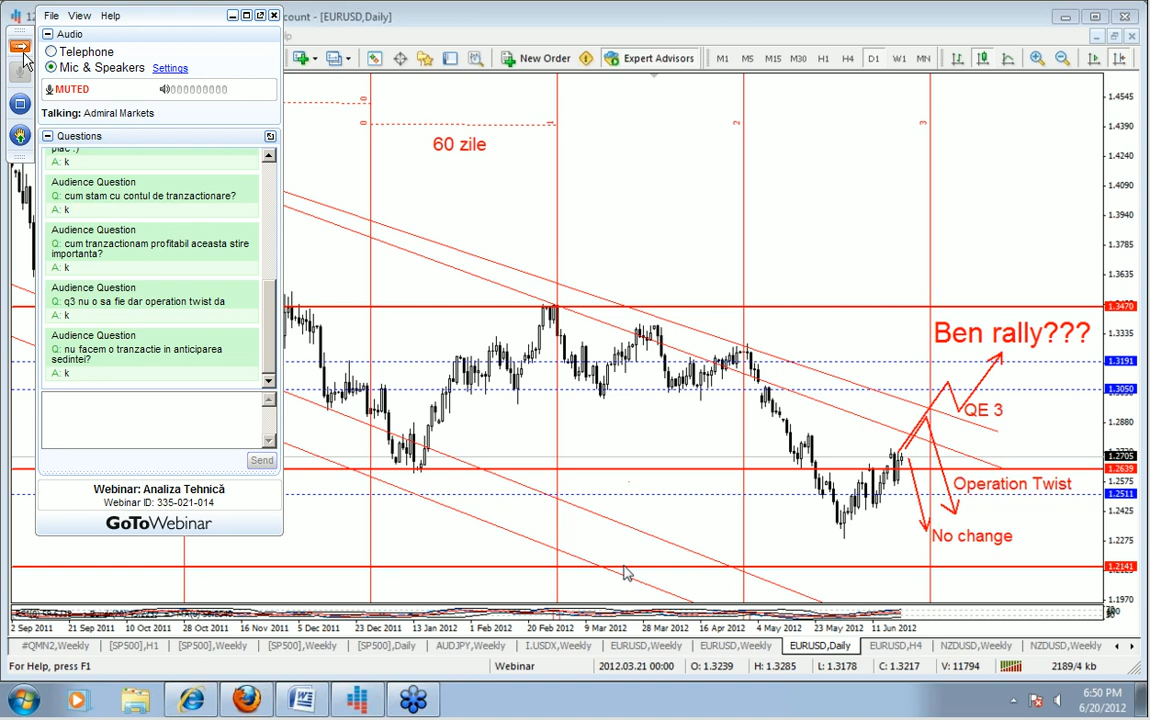 count - [EURUSD,Daily]
File View Help
Audio
Telephone
Mic & Speakers Settings
MUTED 000000000
Talking: Admiral Markets
Questions
plac :)
A: k
Audience Question
Q: cum stam cu contul de tranzactionare?
A: k
Audience Question
Q: cum tranzactionam profitabil aceasta stire
importanta?
A: k
Audience Question
Q: q3 nu o sa fie dar operation twist da
A: k
Audience Question
Q: nu facem o tranzactie in anticiparea
sedintei?
A: k
Send
Webinar: Analiza Tehnică
Webinar ID: 335-021-014
GoToWebinar
New Order Expert Advisors M1 M5 M15 M30 H1 H4 D1 W1 MN
0
0 1 2 3
60 zile
Ben rally???
QE 3
Operation Twist
No change
1.4545
1.4390
1.4240
1.4090
1.3940
1.3785
1.3635
1.3470
1.3335
1.3191
1.3050
1.2880
1.2705
1.2639
1.2575
1.2511
1.2425
1.2275
1.2141
1.1970
2 Sep 2011 21 Sep 2011 10 Oct 2011 28 Oct 2011 16 Nov 2011 5 Dec 2011 23 Dec 2011 13 Jan 2012 1 Feb 2012 20 Feb 2012 9 Mar 2012 28 Mar 2012 16 Apr 2012 4 May 2012 23 May 2012 11 Jun 2012
#QMN2,Weekly [SP500],H1 [SP500],Weekly [SP500],Weekly [SP500],Daily AUDJPY,Weekly I.USDX,Weekly EURUSD,Weekly EURUSD,Weekly EURUSD,Daily EURUSD,H4 NZDUSD,Weekly NZDUSD,Weekly
For Help, press F1 Webinar 2012.03.21 00:00 O: 1.3239 H: 1.3285 L: 1.3178 C: 1.3217 V: 11794 2189/4 kb
6:50 PM
6/20/2012